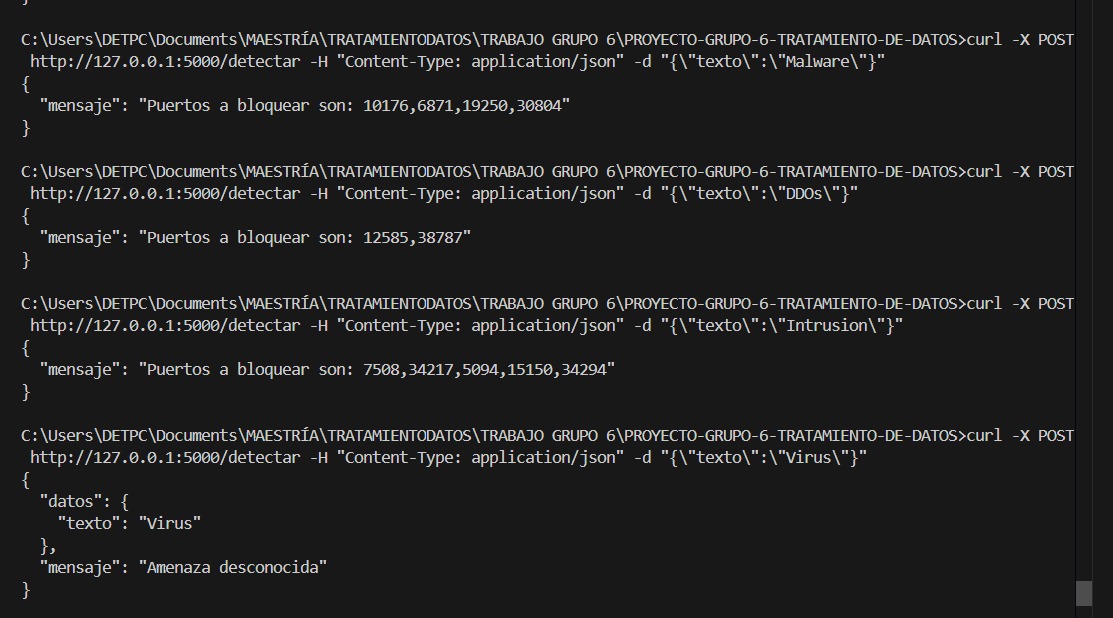 }
C:\Users\DETPC\Documents\MAESTRÍA\TRATAMIENTODATOS\TRABAJO GRUPO 6\PROYECTO-GRUPO-6-TRATAMIENTO-DE-DATOS>curl -X POST
http://127.0.0.1:5000/detectar -H "Content-Type: application/json" -d "{\"texto\":\"Malware\"}"
{
"mensaje": "Puertos a bloquear son: 10176,6871,19250,30804"
}
C:\Users\DETPC\Documents\MAESTRÍA\TRATAMIENTODATOS\TRABAJO GRUPO 6\PROYECTO-GRUPO-6-TRATAMIENTO-DE-DATOS>curl -X POST
http://127.0.0.1:5000/detectar -H "Content-Type: application/json" -d "{\"texto\":\"DDOs\"}"
{
"mensaje": "Puertos a bloquear son: 12585,38787"
}
C:\Users\DETPC\Documents\MAESTRÍA\TRATAMIENTODATOS\TRABAJO GRUPO 6\PROYECTO-GRUPO-6-TRATAMIENTO-DE-DATOS>curl -X POST
http://127.0.0.1:5000/detectar -H "Content-Type: application/json" -d "{\"texto\":\"Intrusion\"}"
{
"mensaje": "Puertos a bloquear son: 7508,34217,5094,15150,34294"
}
C:\Users\DETPC\Documents\MAESTRÍA\TRATAMIENTODATOS\TRABAJO GRUPO 6\PROYECTO-GRUPO-6-TRATAMIENTO-DE-DATOS>curl -X POST
http://127.0.0.1:5000/detectar -H "Content-Type: application/json" -d "{\"texto\":\"Virus\"}"
{
"datos": {
"texto": "Virus"
},
"mensaje": "Amenaza desconocida"
}